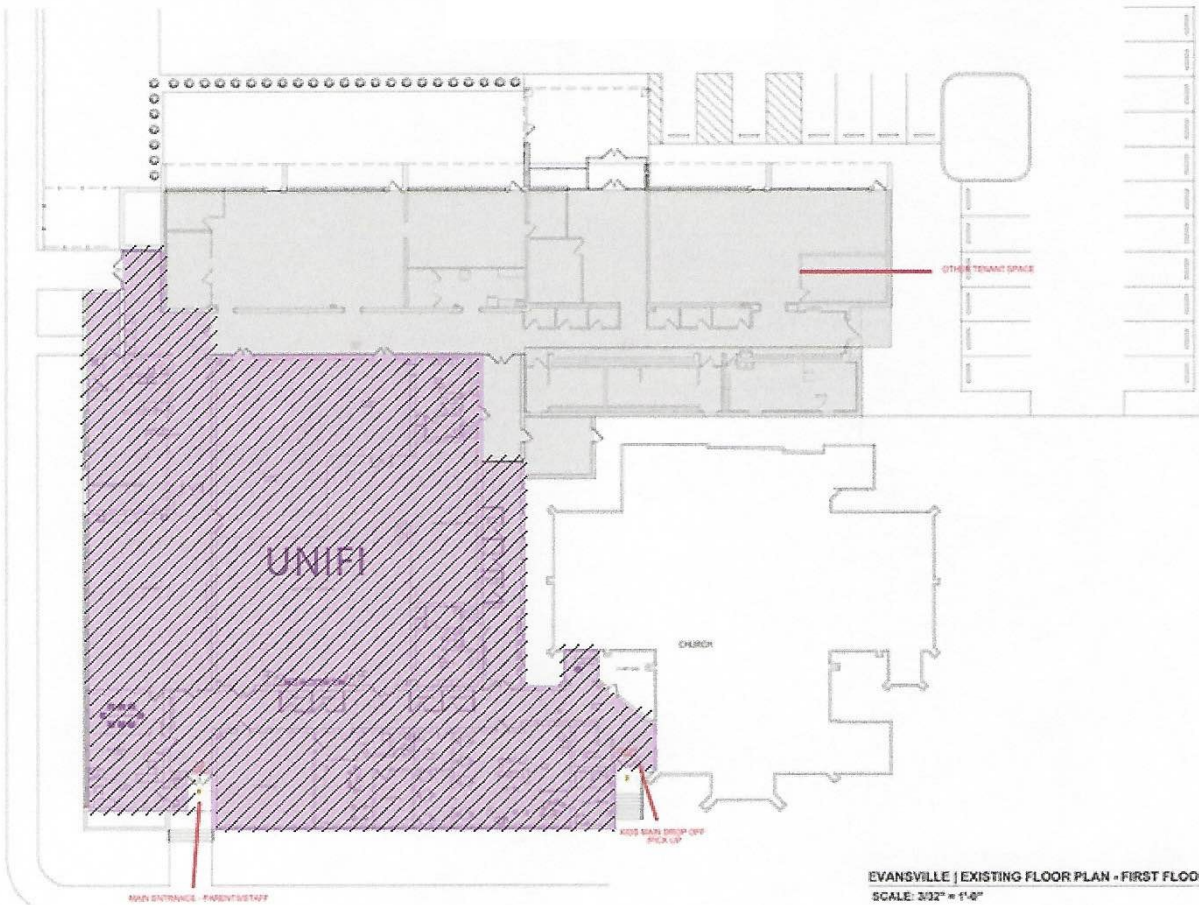 OTHER TENANT SPACE
UNIFI
CHURCH
KIDS MAIN DROP OFF
PICK UP
MAIN ENTRANCE - PARENTS/STAFF
EVANSVILLE | EXISTING FLOOR PLAN - FIRST FLOO
SCALE: 3/32" = 1'-0"